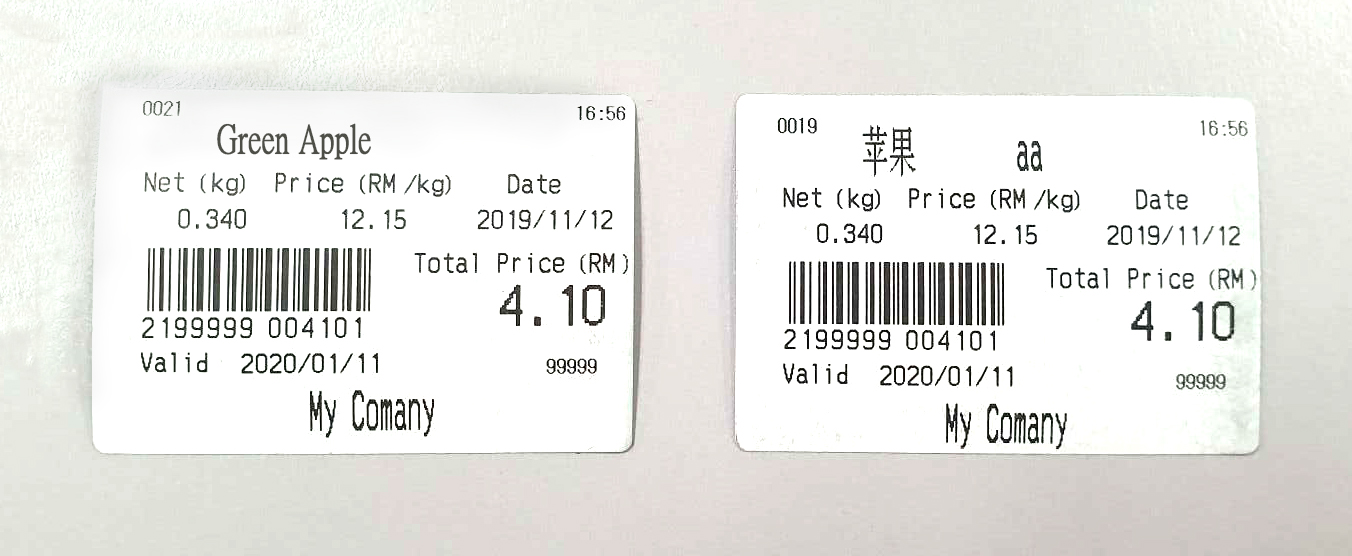 0021 16:56
Green Apple
Net (kg) Price (RM/kg) Date
0.340 12.15 2019/11/12
Total Price (RM)
4.10
2199999 004101
Valid 2020/01/11 99999
My Comany
0019 16:56
苹果 aa
Net (kg) Price (RM/kg) Date
0.340 12.15 2019/11/12
Total Price (RM)
4.10
2199999 004101
Valid 2020/01/11 99999
My Comany